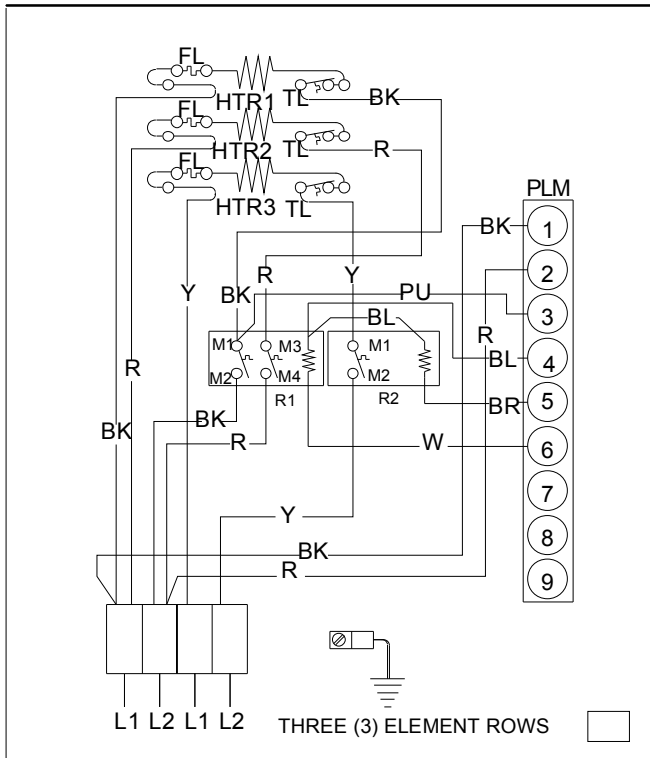 FL
HTR1 TL BK
FL
HTR2 TL R
FL
HTR3 TL
PLM
BK 1
2
Y BK R Y PU 3
BL R
M1 M3 M1
BL 4
M2 M4 M2
R1 R2
R BR 5
BK
BK R W 6
7
Y
8
BK
R 9
L1 L2 L1 L2
THREE (3) ELEMENT ROWS